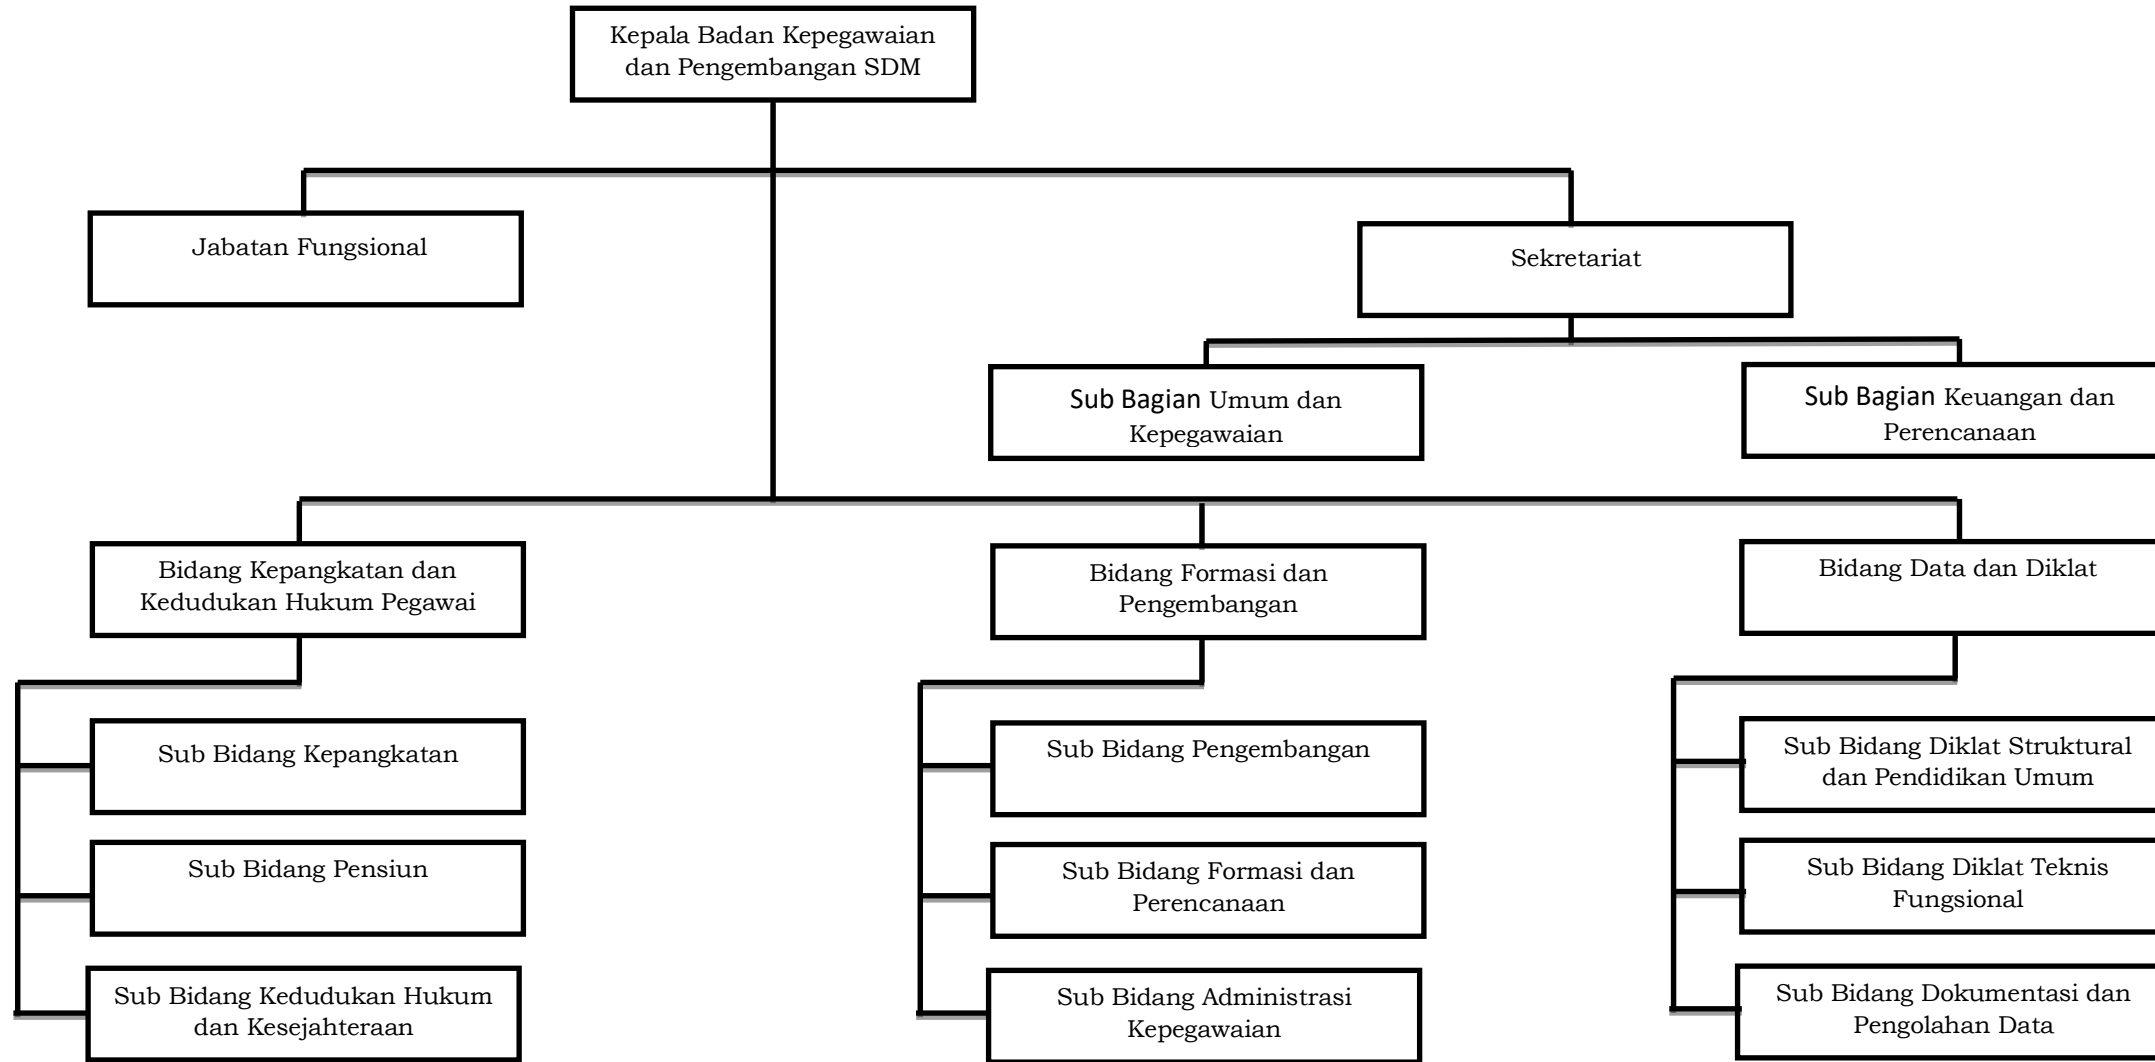 Kepala Badan Kepegawaian
dan Pengembangan SDM
Jabatan Fungsional
Sekretariat
Sub Bagian Umum dan
Kepegawaian
Sub Bagian Keuangan dan
Perencanaan
Bidang Kepangkatan dan
Kedudukan Hukum Pegawai
Bidang Formasi dan
Pengembangan
Bidang Data dan Diklat
Sub Bidang Kepangkatan
Sub Bidang Pensiun
Sub Bidang Kedudukan Hukum
dan Kesejahteraan
Sub Bidang Pengembangan
Sub Bidang Formasi dan
Perencanaan
Sub Bidang Administrasi
Kepegawaian
Sub Bidang Diklat Struktural
dan Pendidikan Umum
Sub Bidang Diklat Teknis
Fungsional
Sub Bidang Dokumentasi dan
Pengolahan Data